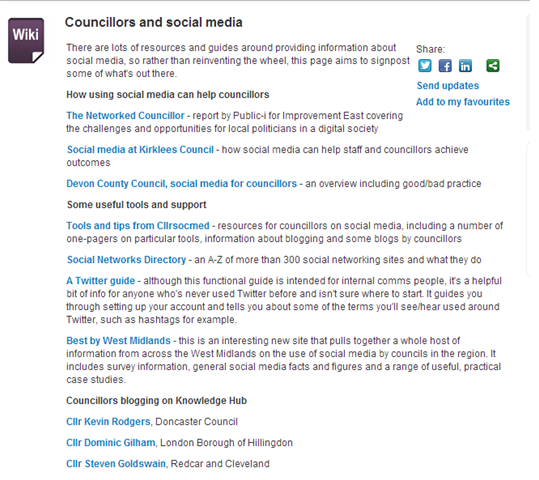 Wiki
Councillors and social media
There are lots of resources and guides around providing information about
social media, so rather than reinventing the wheel, this page aims to signpost
some of what's out there.
Share:
Send updates
Add to my favourites
How using social media can help councillors
The Networked Councillor - report by Public-i for Improvement East covering
the challenges and opportunities for local politicians in a digital society
Social media at Kirklees Council - how social media can help staff and councillors achieve
outcomes
Devon County Council, social media for councillors - an overview including good/bad practice
Some useful tools and support
Tools and tips from Cllrsocmed - resources for councillors on social media, including a number of
one-pagers on particular tools, information about blogging and some blogs by councillors
Social Networks Directory - an A-Z of more than 300 social networking sites and what they do
A Twitter guide - although this functional guide is intended for internal comms people, it's a helpful
bit of info for anyone who's never used Twitter before and isn't sure where to start. It guides you
through setting up your account and tells you about some of the terms you'll see/hear used around
Twitter, such as hashtags for example.
Best by West Midlands - this is an interesting new site that pulls together a whole host of
information from across the West Midlands on the use of social media by councils in the region. It
includes survey information, general social media facts and figures and a range of useful, practical
case studies.
Councillors blogging on Knowledge Hub
Cllr Kevin Rodgers, Doncaster Council
Cllr Dominic Gilham, London Borough of Hillingdon
Cllr Steven Goldswain, Redcar and Cleveland